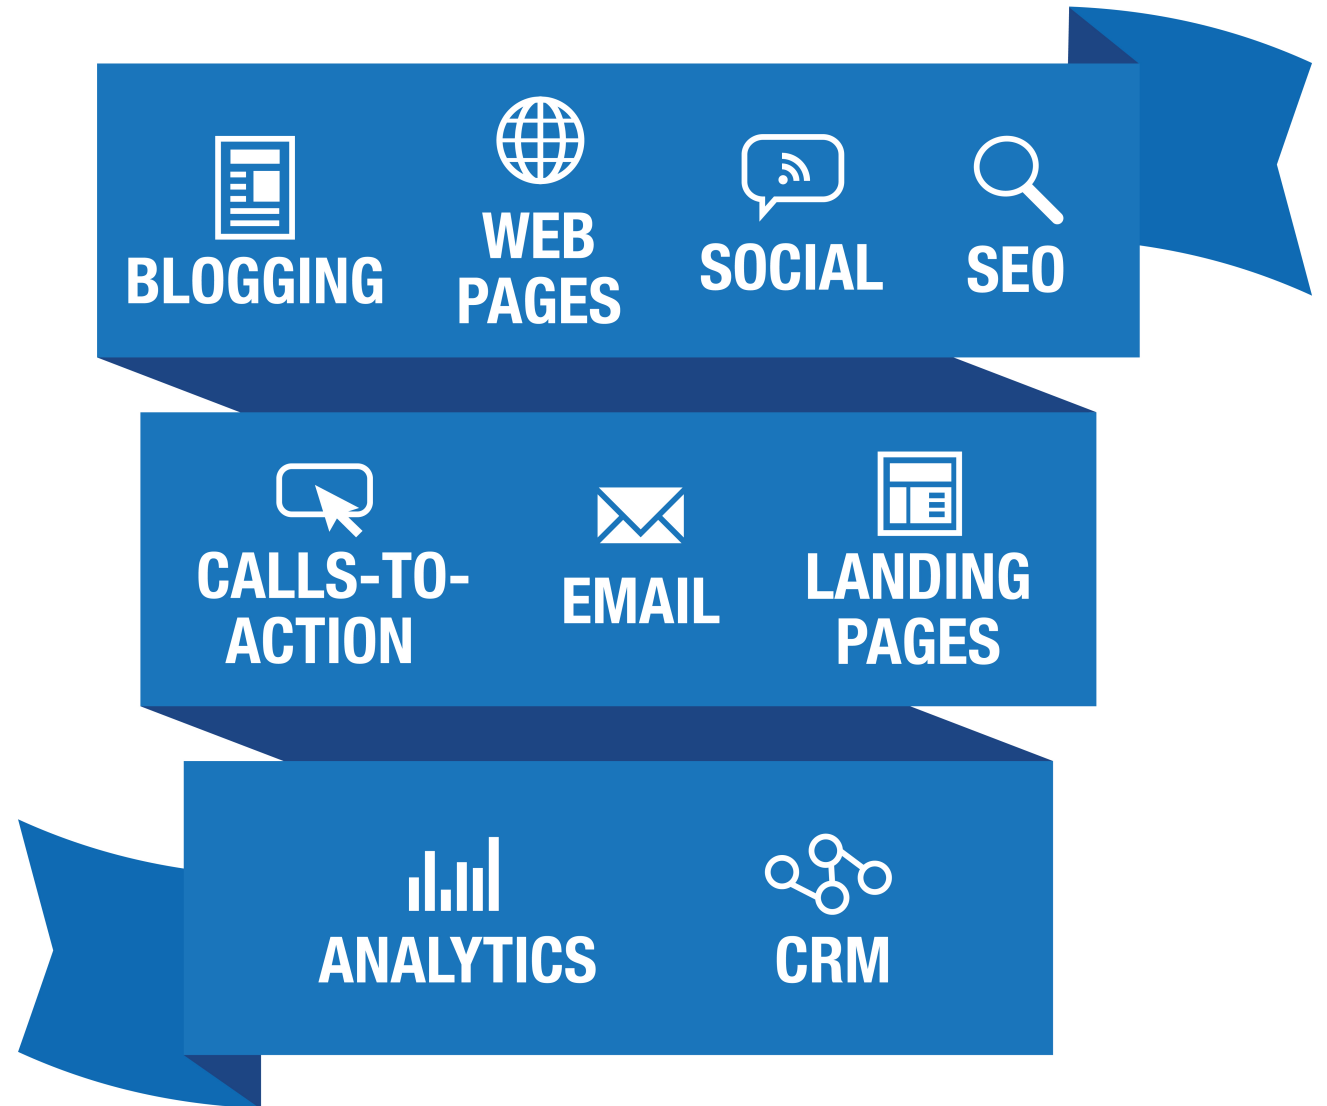 BLOGGING
WEB
PAGES
SOCIAL
SEO
CALLS-TO-
ACTION
EMAIL
LANDING
PAGES
ANALYTICS
CRM